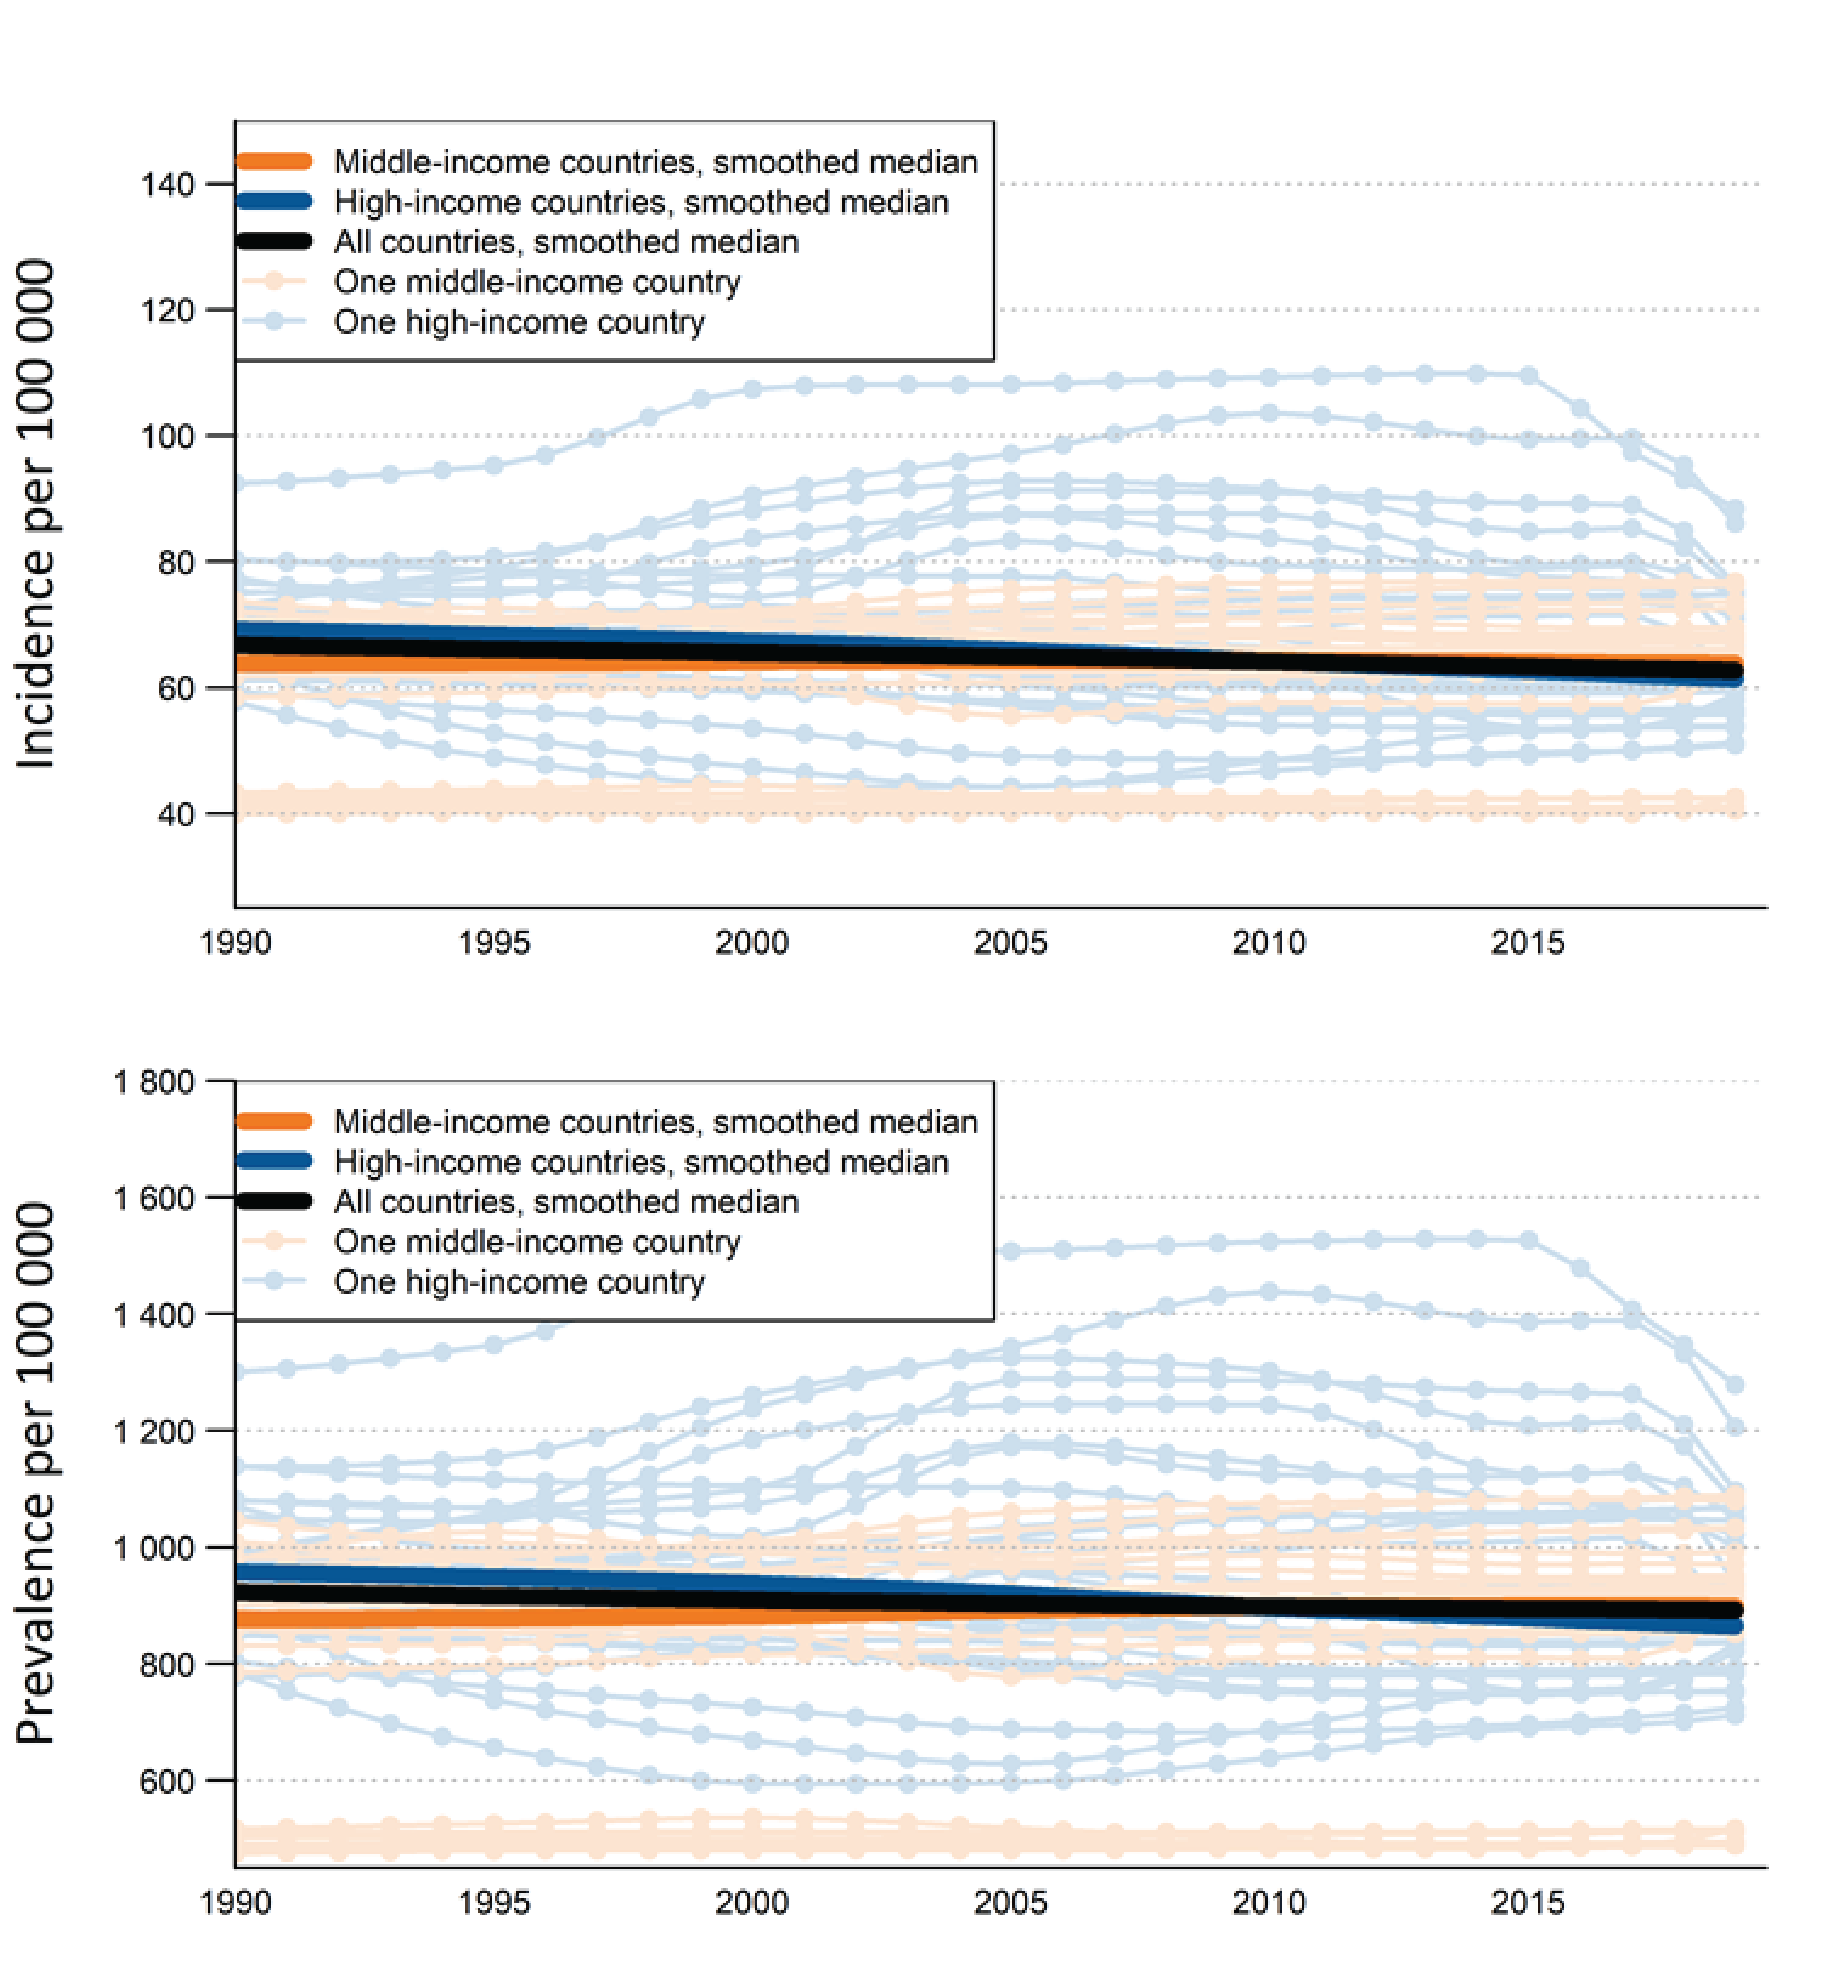 Incidence per 100 000
140
120
100
80
60
40
Middle-income countries, smoothed median
High-income countries, smoothed median
All countries, smoothed median
One middle-income country
One high-income country
1990 1995 2000 2005 2010 2015
Prevalence per 100 000
1 800
1 600
1 400
1 200
1 000
800
600
Middle-income countries, smoothed median
High-income countries, smoothed median
All countries, smoothed median
One middle-income country
One high-income country
1990 1995 2000 2005 2010 2015